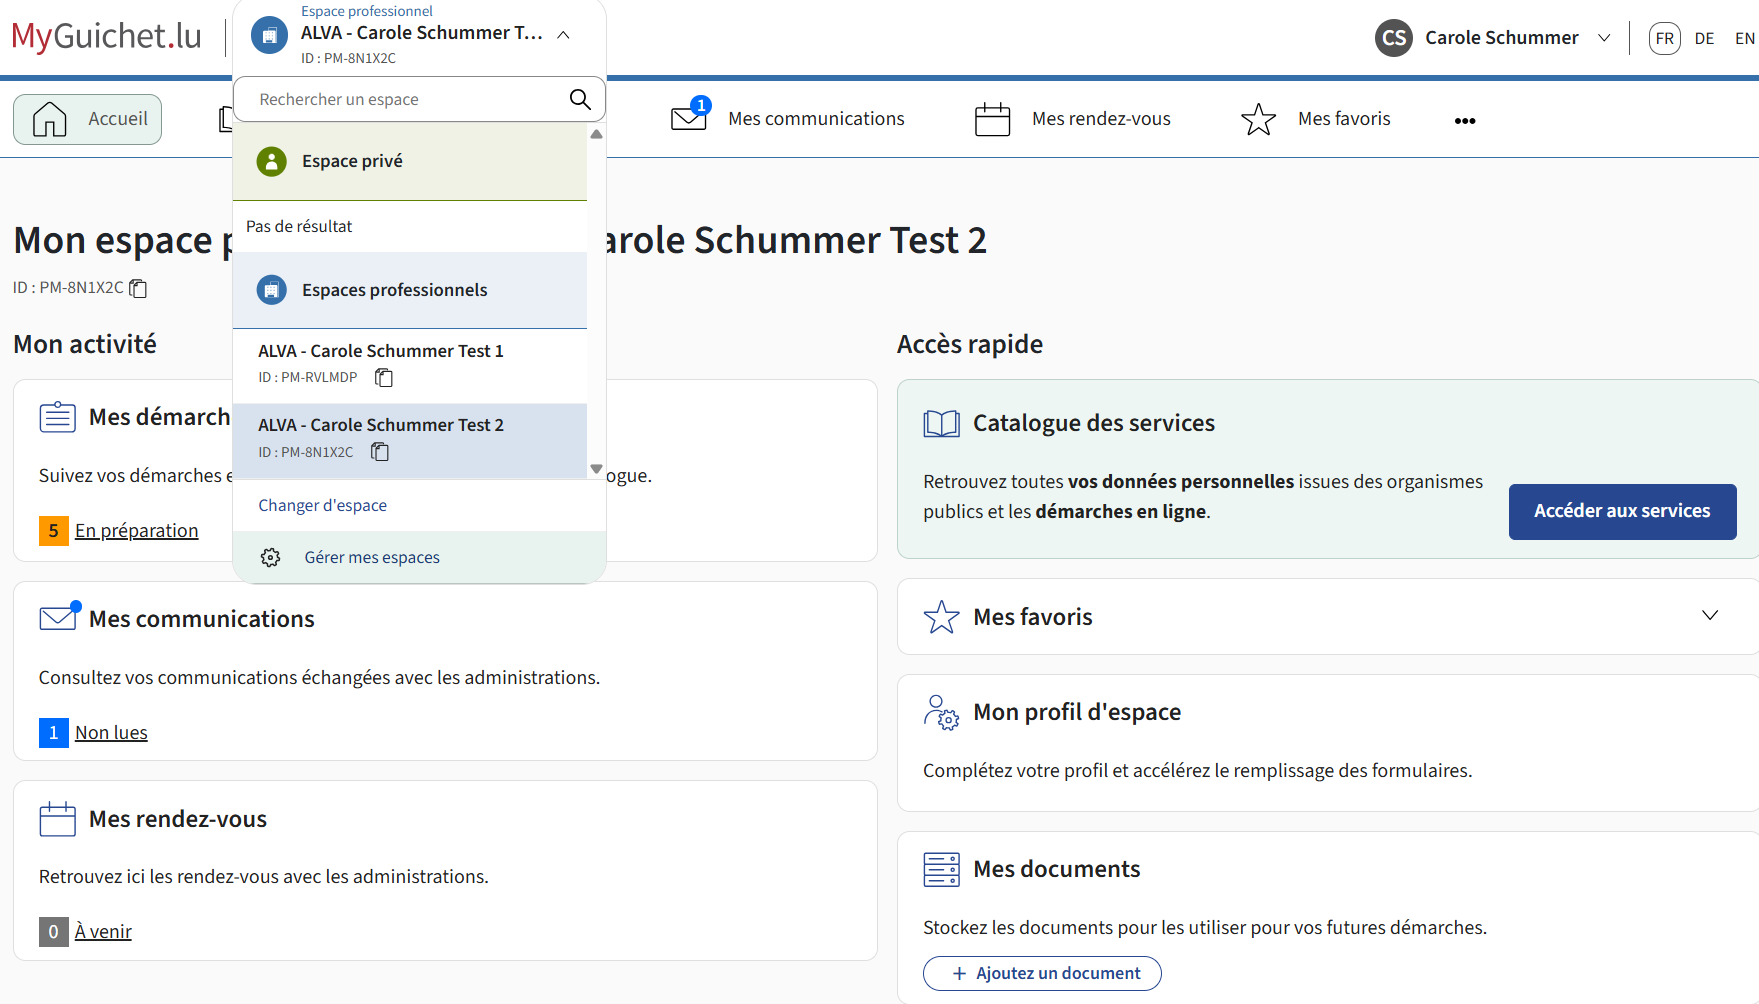 MyGuichet.lu
Espace professionnel
ALVA - Carole Schummer T...
ID : PM-8N1X2C
CS Carole Schummer
FR DE EN
Rechercher un espace
Accueil
1
Mes communications
Mes rendez-vous
Mes favoris
Espace privé
Pas de résultat
Espaces professionnels
ALVA - Carole Schummer Test 1
ID : PM-RVLMDP
ALVA - Carole Schummer Test 2
ID : PM-8N1X2C
Changer d'espace
Gérer mes espaces
Mon espace p
arole Schummer Test 2
ID : PM-8N1X2C
Mon activité
Mes démarch
Suivez vos démarches e
ogue.
5 En préparation
Mes communications
Consultez vos communications échangées avec les administrations.
1 Non lues
Mes rendez-vous
Retrouvez ici les rendez-vous avec les administrations.
0 À venir
Accès rapide
Catalogue des services
Retrouvez toutes vos données personnelles issues des organismes
publics et les démarches en ligne.
Accéder aux services
Mes favoris
Mon profil d'espace
Complétez votre profil et accélérez le remplissage des formulaires.
Mes documents
Stockez les documents pour les utiliser pour vos futures démarches.
+ Ajoutez un document